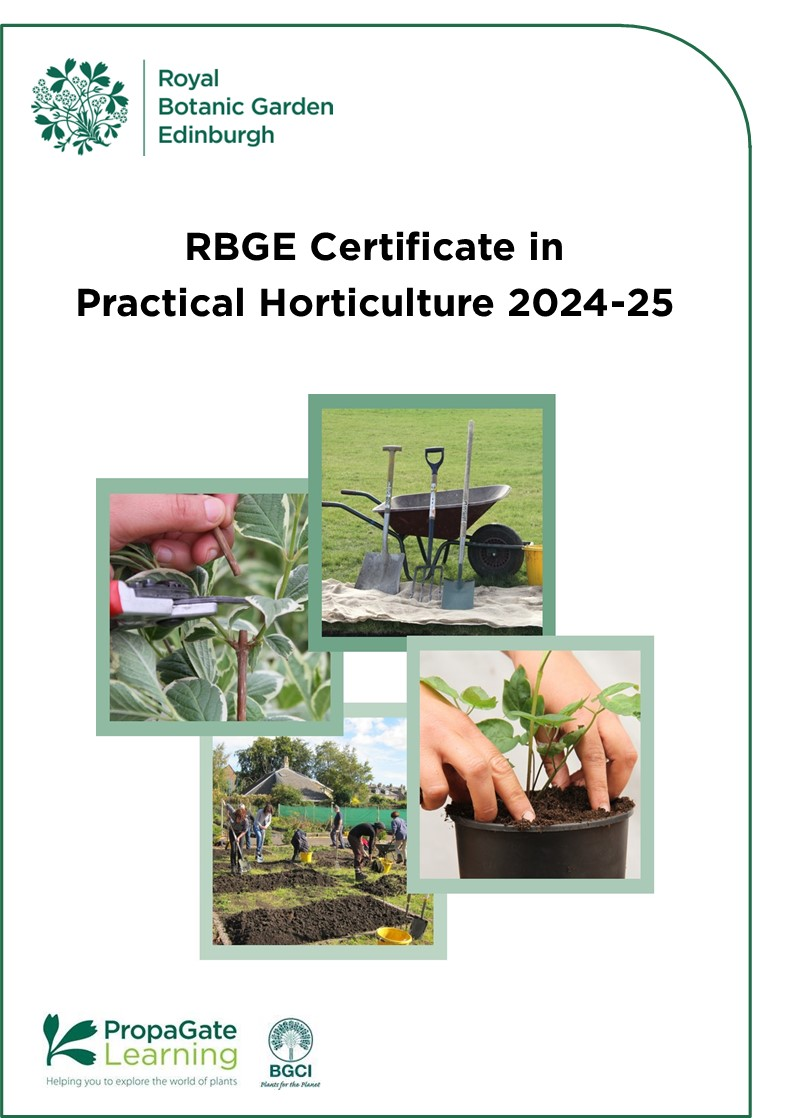 Royal
Botanic Garden
Edinburgh
RBGE Certificate in
Practical Horticulture 2024-25
PropaGate
Learning
Helping you to explore the world of plants
BGCI
Plants for the Planet